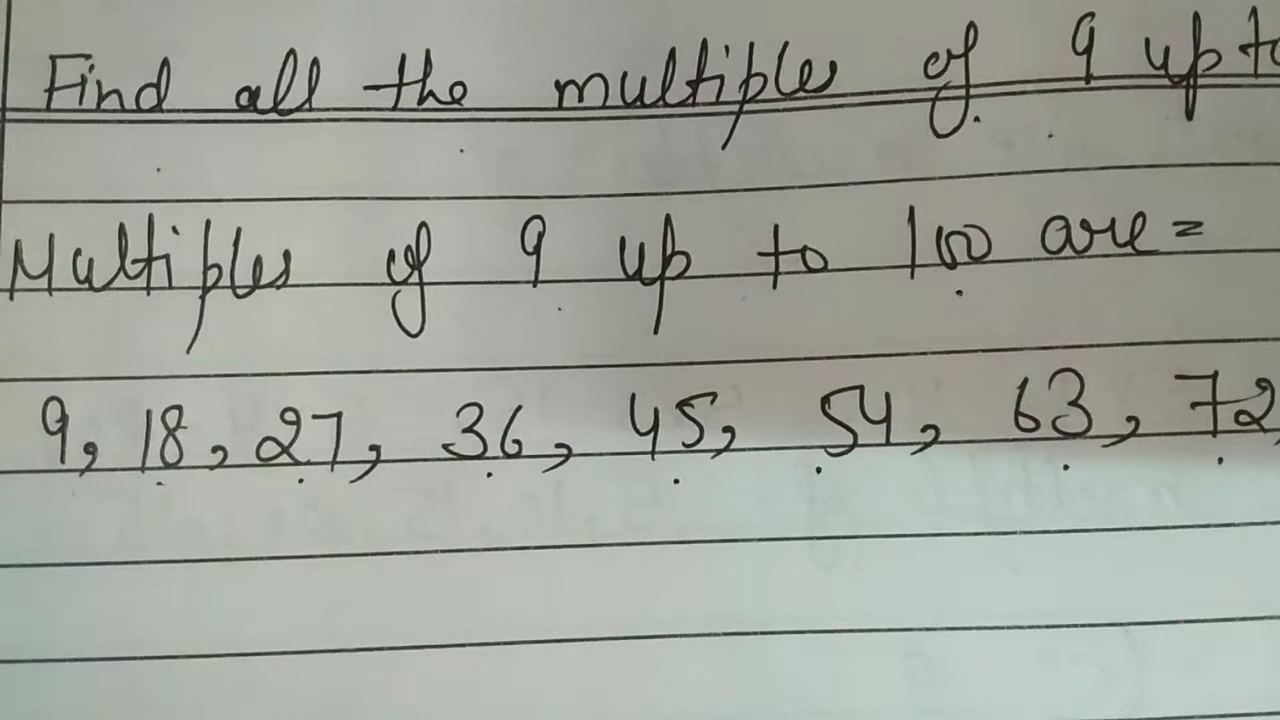 Find all the multiples of 9 up to
Multiples of 9 up to 100 are =
9, 18, 27, 36, 45, 54, 63, 72,